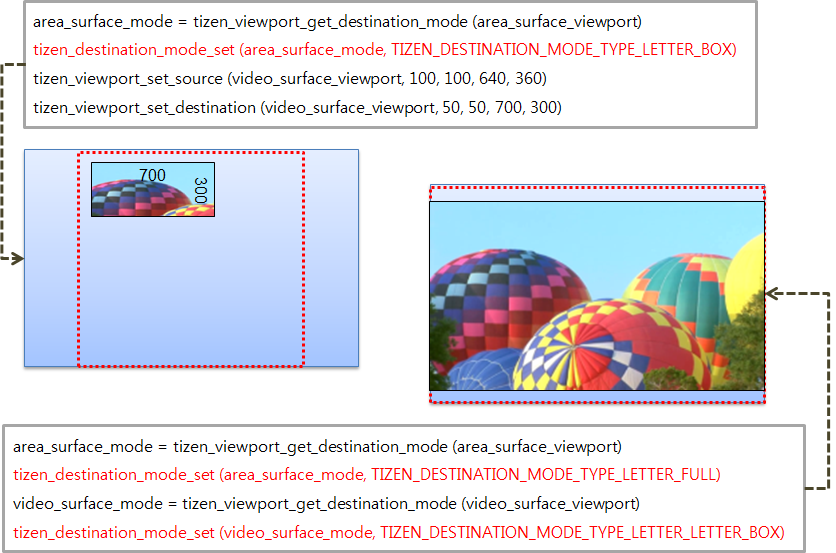 area_surface_mode = tizen_viewport_get_destination_mode (area_surface_viewport)
tizen_destination_mode_set (area_surface_mode, TIZEN_DESTINATION_MODE_TYPE_LETTER_BOX)
tizen_viewport_set_source (video_surface_viewport, 100, 100, 640, 360)
tizen_viewport_set_destination (video_surface_viewport, 50, 50, 700, 300)
700
300
area_surface_mode = tizen_viewport_get_destination_mode (area_surface_viewport)
tizen_destination_mode_set (area_surface_mode, TIZEN_DESTINATION_MODE_TYPE_LETTER_FULL)
video_surface_mode = tizen_viewport_get_destination_mode (video_surface_viewport)
tizen_destination_mode_set (video_surface_mode, TIZEN_DESTINATION_MODE_TYPE_LETTER_LETTER_BOX)